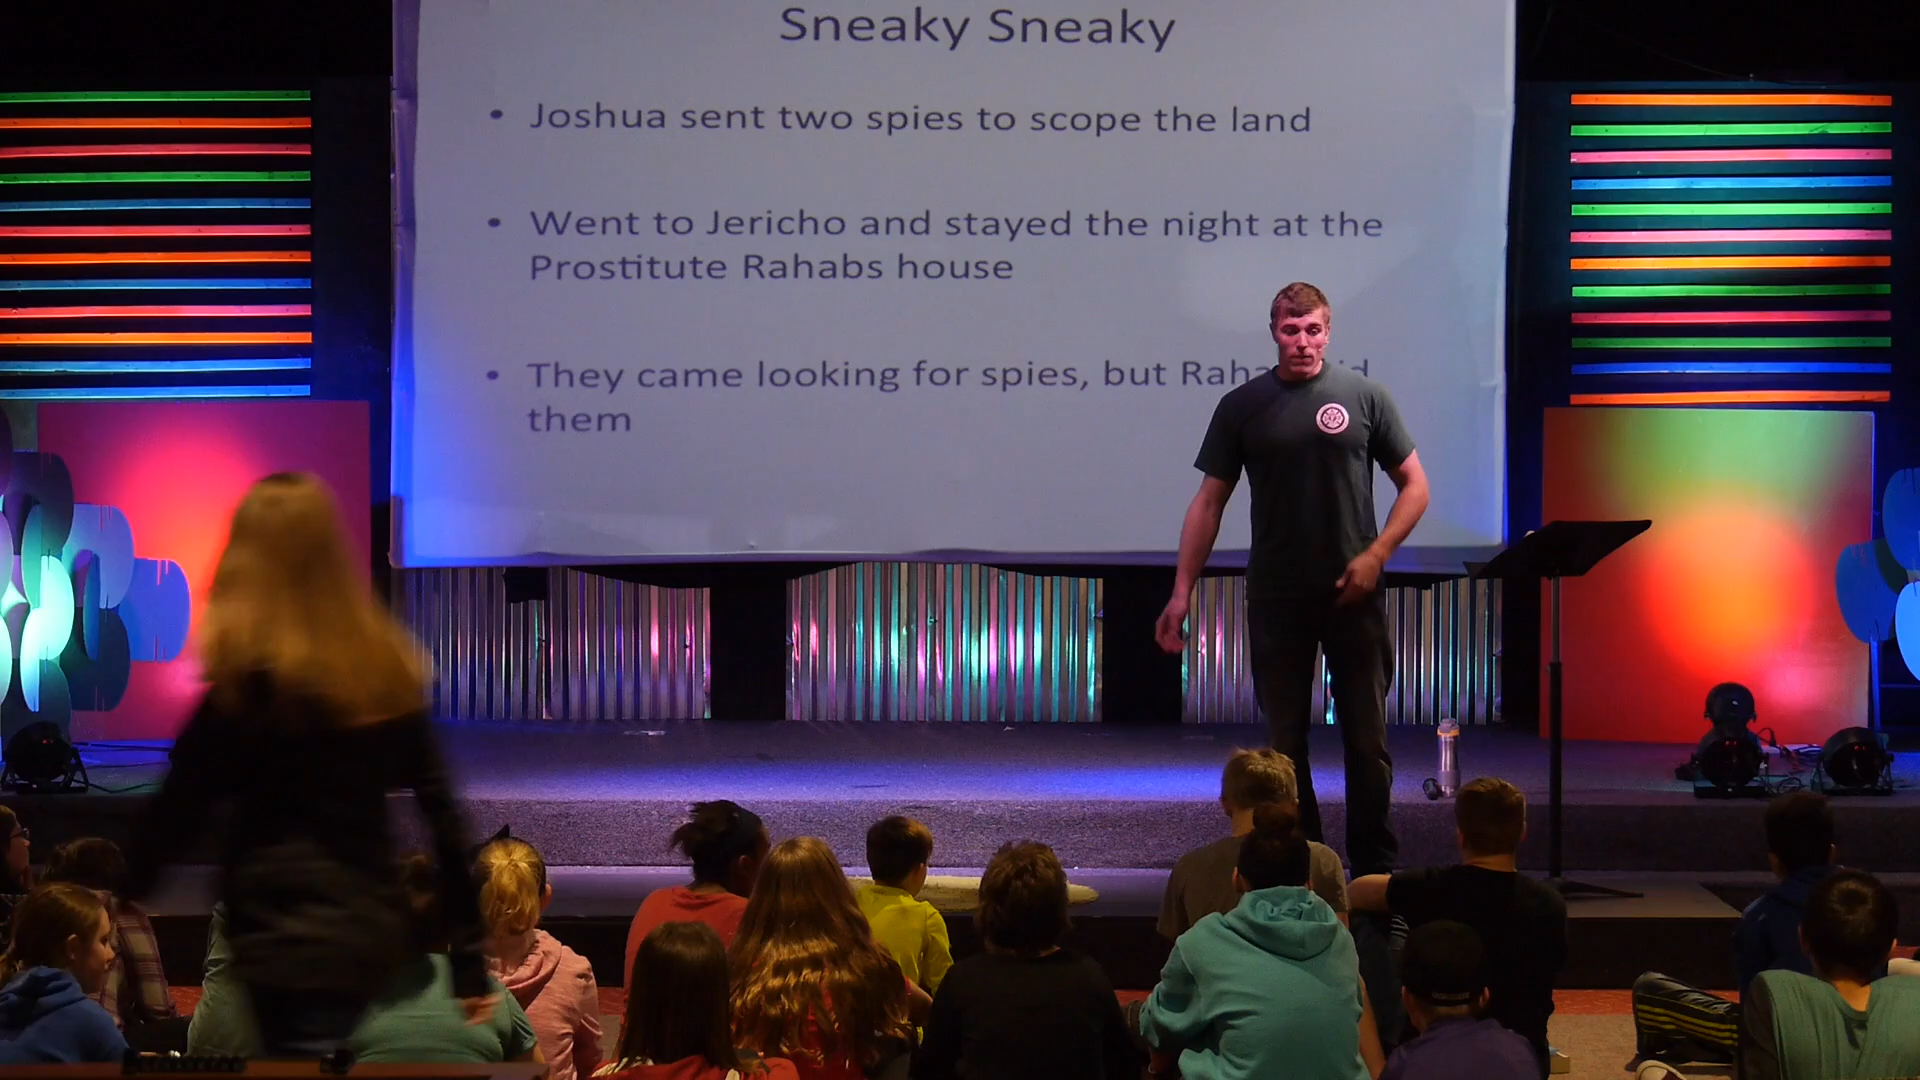 Sneaky Sneaky
• Joshua sent two spies to scope the land
• Went to Jericho and stayed the night at the
Prostitute Rahabs house
• They came looking for spies, but
them